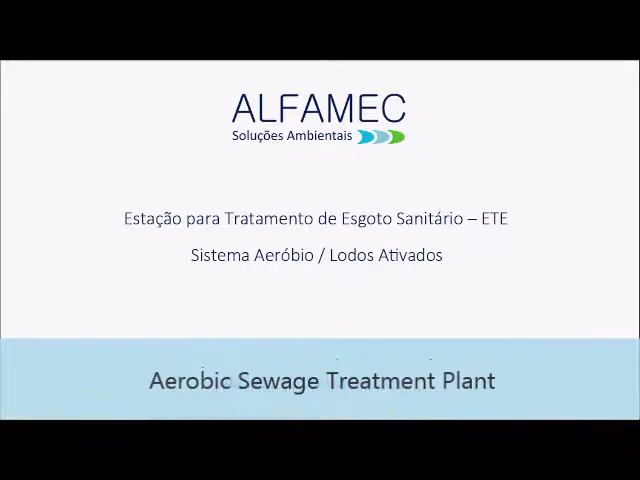 ALFAMEC
Soluções Ambientais
Estação para Tratamento de Esgoto Sanitário – ETE
Sistema Aeróbio / Lodos Ativados
Aerobic Sewage Treatment Plant